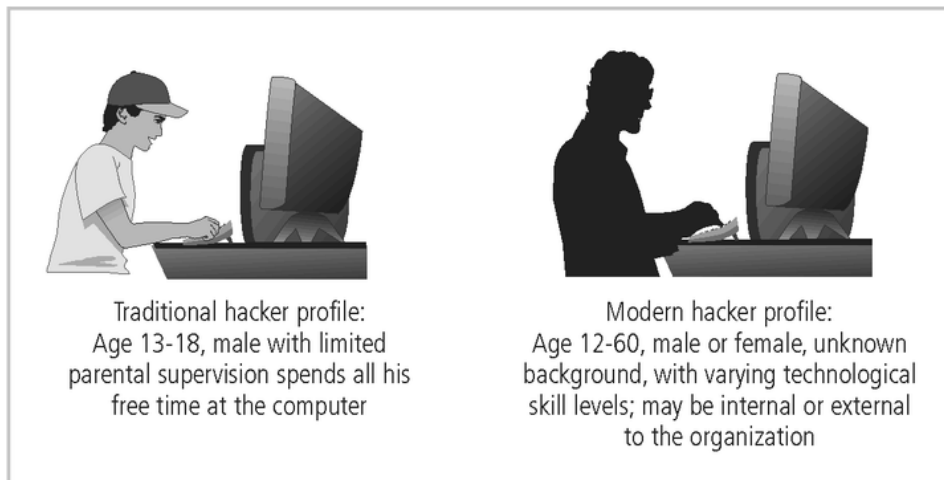 Traditional hacker profile:
Age 13-18, male with limited
parental supervision spends all his
free time at the computer
Modern hacker profile:
Age 12-60, male or female, unknown
background, with varying technological
skill levels; may be internal or external
to the organization